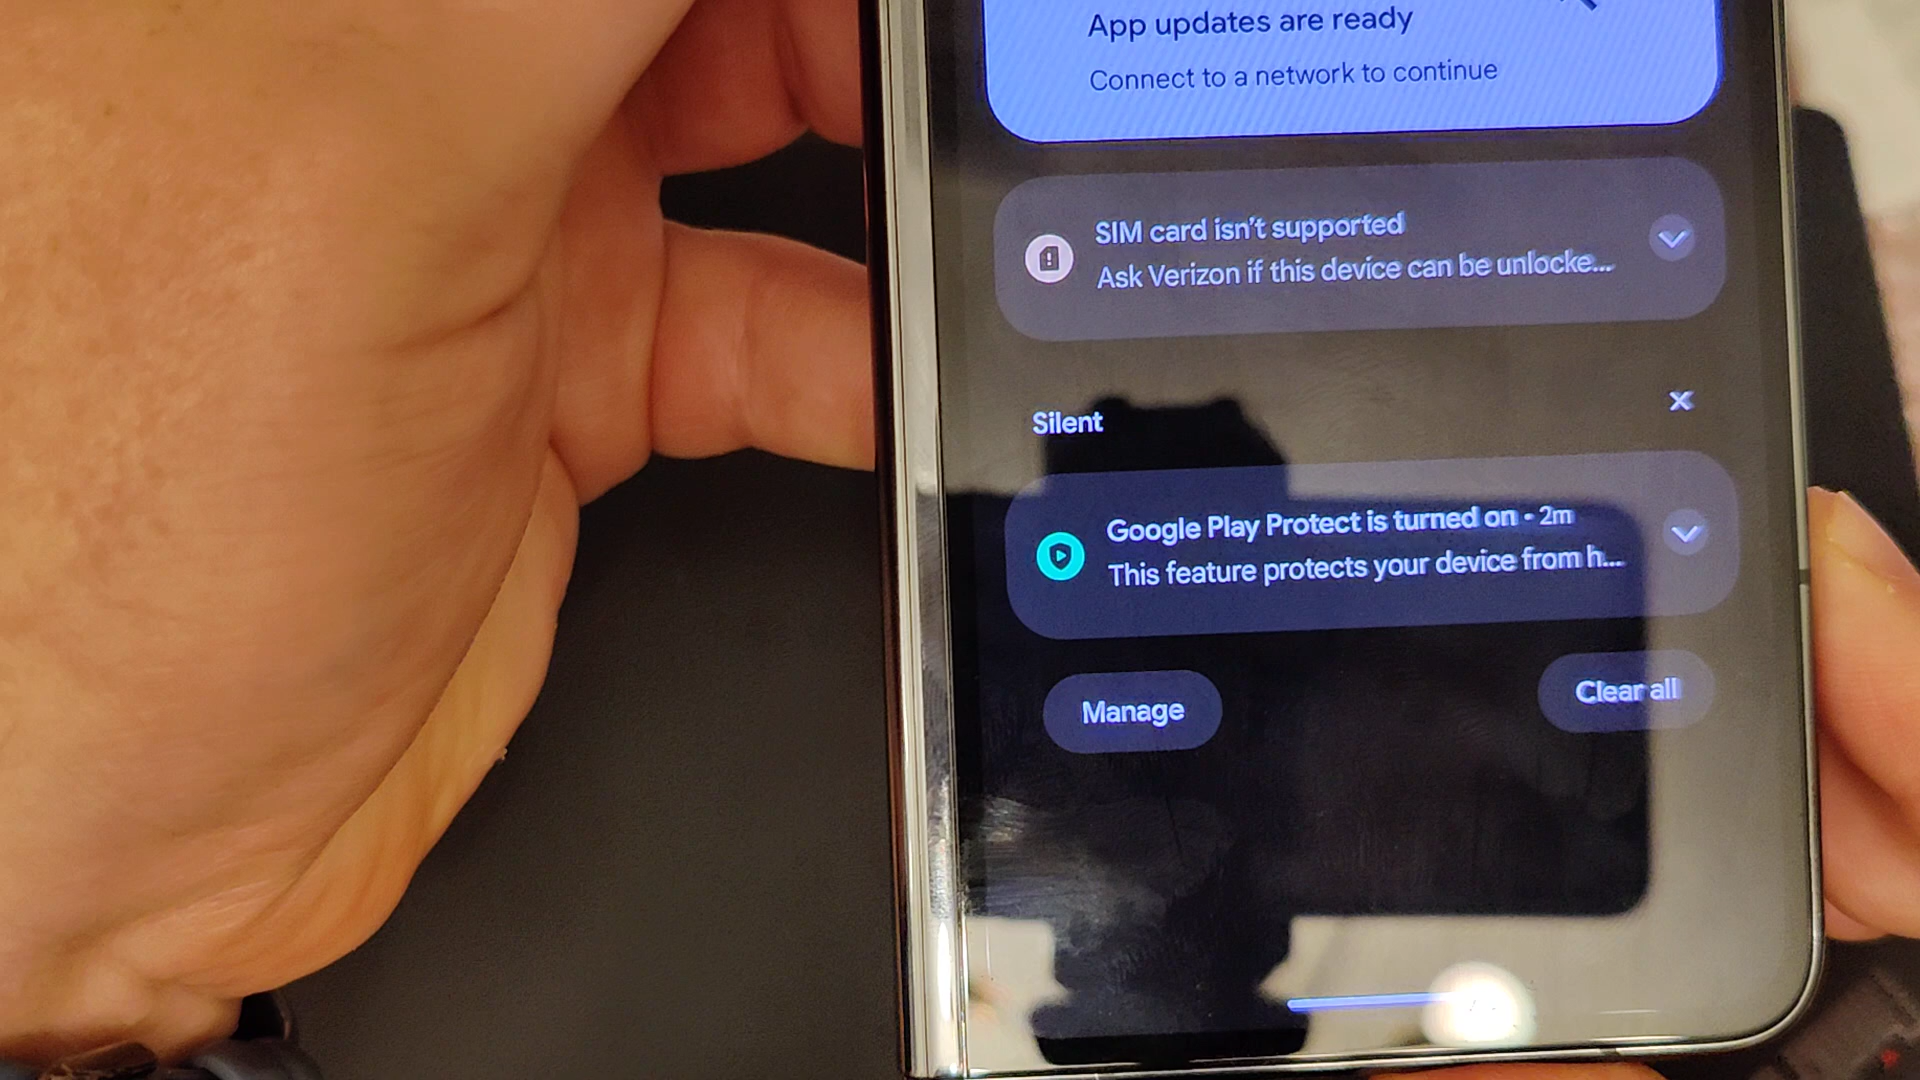 App updates are ready
Connect to a network to continue
SIM card isn't supported
Ask Verizon if this device can be unlocke...
Silent
Google Play Protect is turned on • 2m
This feature protects your device from h...
Manage
Clear all